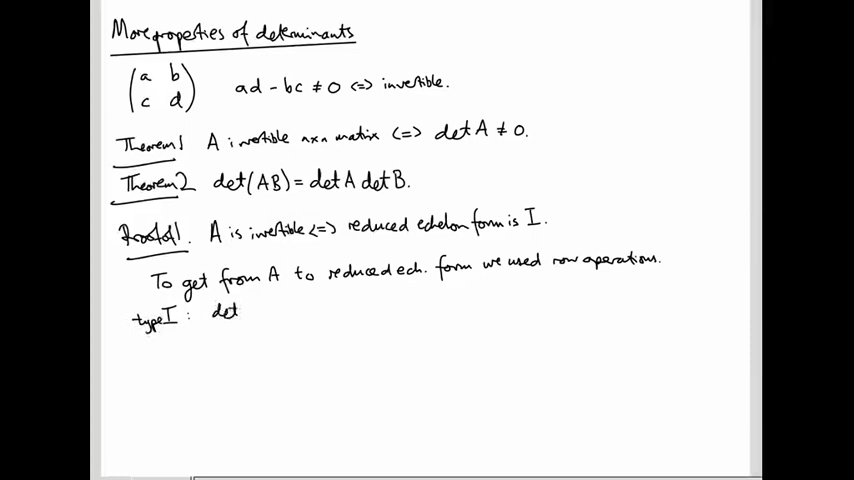 More properties of determinants
(a b
c d) ad - bc ≠ 0 <=> invertible.
Theorem 1 A invertible nxn matrix <=> det A ≠ 0.
Theorem 2 det(AB) = det A det B.
Proof of 1. A is invertible <=> reduced echelon form is I.
To get from A to reduced ech. form we used row operations.
type I : det